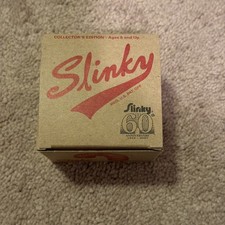 COLLECTOR'S EDITION - Ages 5 and Up
Slinky
Slinky
60